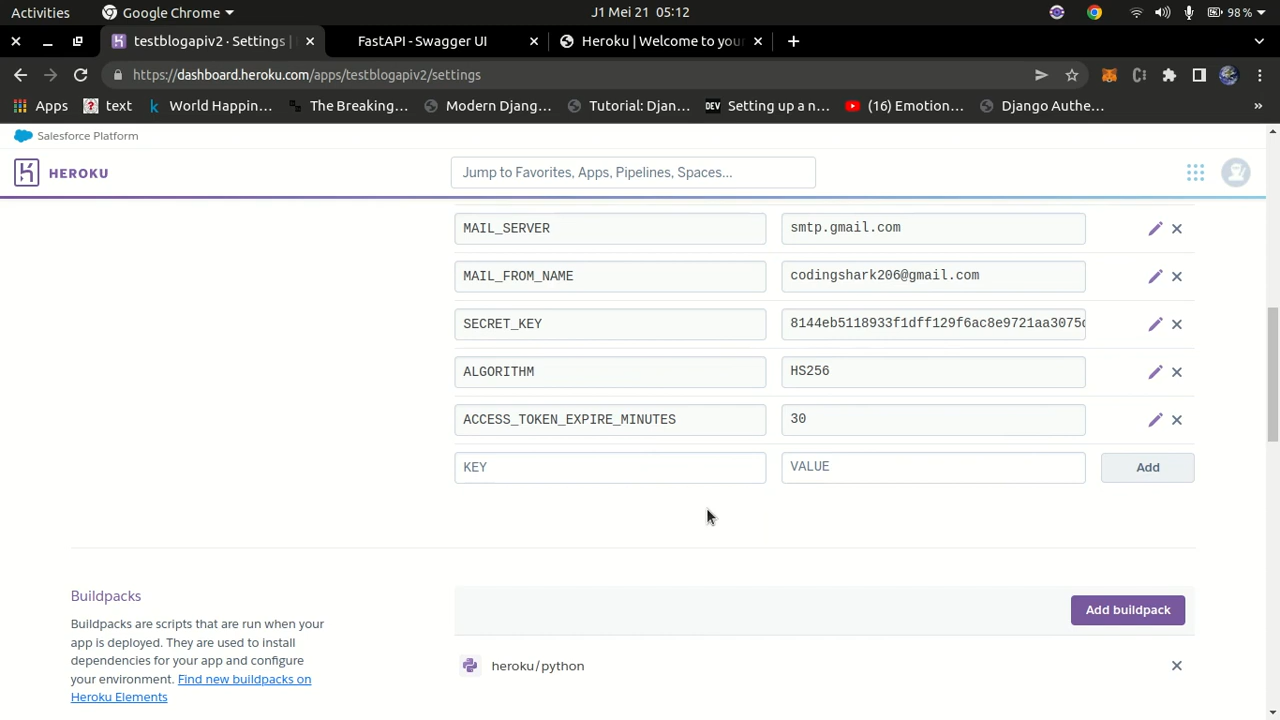 Activities
Google Chrome
J1 Mei 21 05:12
98 %
testblogapiv2 · Settings |
FastAPI - Swagger UI
Heroku | Welcome to you
https://dashboard.heroku.com/apps/testblogapiv2/settings
Apps
text
World Happin...
The Breaking...
Modern Djang...
Tutorial: Djan...
DEV
Setting up a n...
(16) Emotion...
Django Authe...
»
Salesforce Platform
HEROKU
Jump to Favorites, Apps, Pipelines, Spaces...
MAIL_SERVER
smtp.gmail.com
MAIL_FROM_NAME
codingshark206@gmail.com
SECRET_KEY
8144eb5118933f1dff129f6ac8e9721aa3075
ALGORITHM
HS256
ACCESS_TOKEN_EXPIRE_MINUTES
30
KEY
VALUE
Add
Buildpacks
Add buildpack
Buildpacks are scripts that are run when your
app is deployed. They are used to install
dependencies for your app and configure
your environment. Find new buildpacks on
Heroku Elements
heroku/python